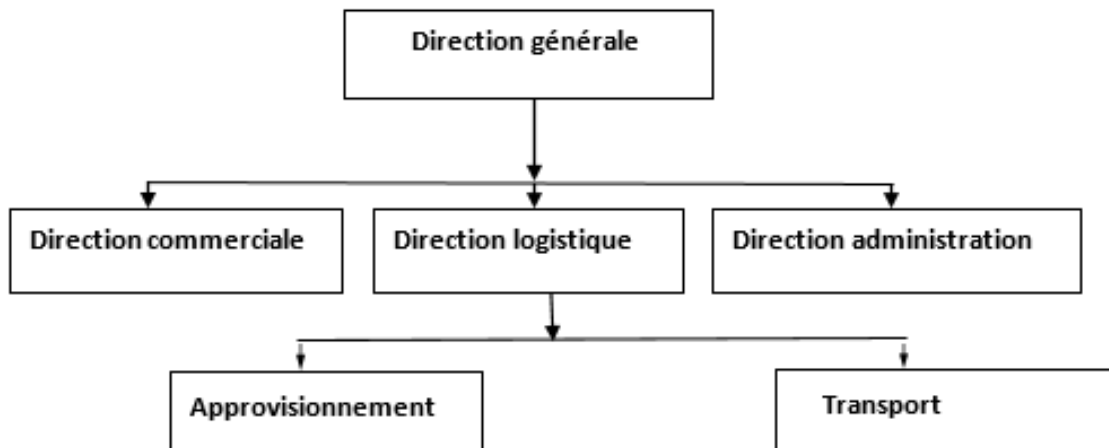 Direction générale
Direction commerciale
Direction logistique
Direction administration
Approvisionnement
Transport